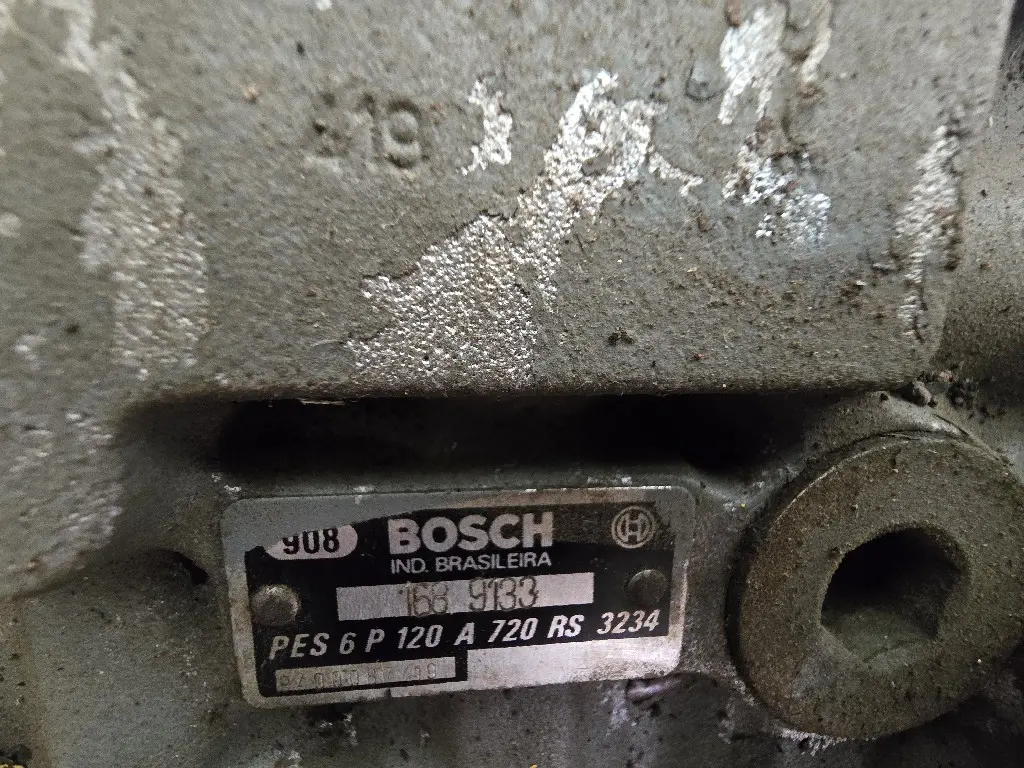 19
908
BOSCH
IND. BRASILEIRA
168 9133
PES 6 P 120 A 720 RS 3234